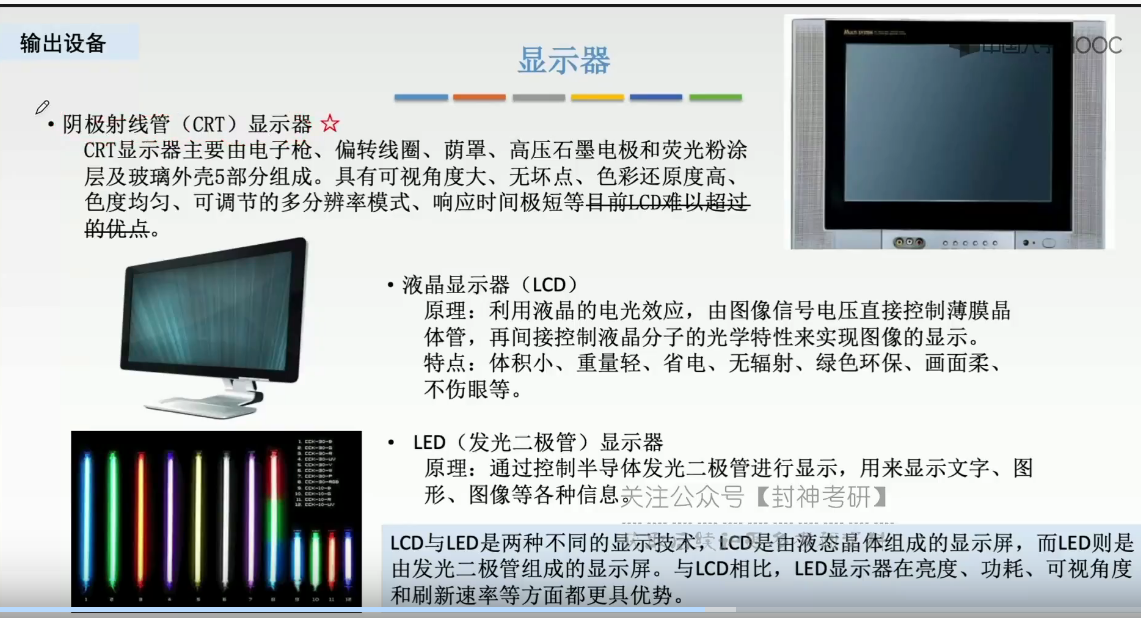 输出设备
显示器
中国大学MOOC
• 阴极射线管（CRT）显示器 ☆
CRT显示器主要由电子枪、偏转线圈、荫罩、高压石墨电极和荧光粉涂
层及玻璃外壳5部分组成。具有可视角度大、无坏点、色彩还原度高、
色度均匀、可调节的多分辨率模式、响应时间极短等目前LCD难以超过
的优点。
• 液晶显示器（LCD）
原理：利用液晶的电光效应，由图像信号电压直接控制薄膜晶
体管，再间接控制液晶分子的光学特性来实现图像的显示。
特点：体积小、重量轻、省电、无辐射、绿色环保、画面柔、
不伤眼等。
• LED（发光二极管）显示器
原理：通过控制半导体发光二极管进行显示，用来显示文字、图
形、图像等各种信息。
关注公众号【封神考研】
LCD与LED是两种不同的显示技术，LCD是由液态晶体组成的显示屏，而LED则是
由发光二极管组成的显示屏。与LCD相比，LED显示器在亮度、功耗、可视角度
和刷新速率等方面都更具优势。